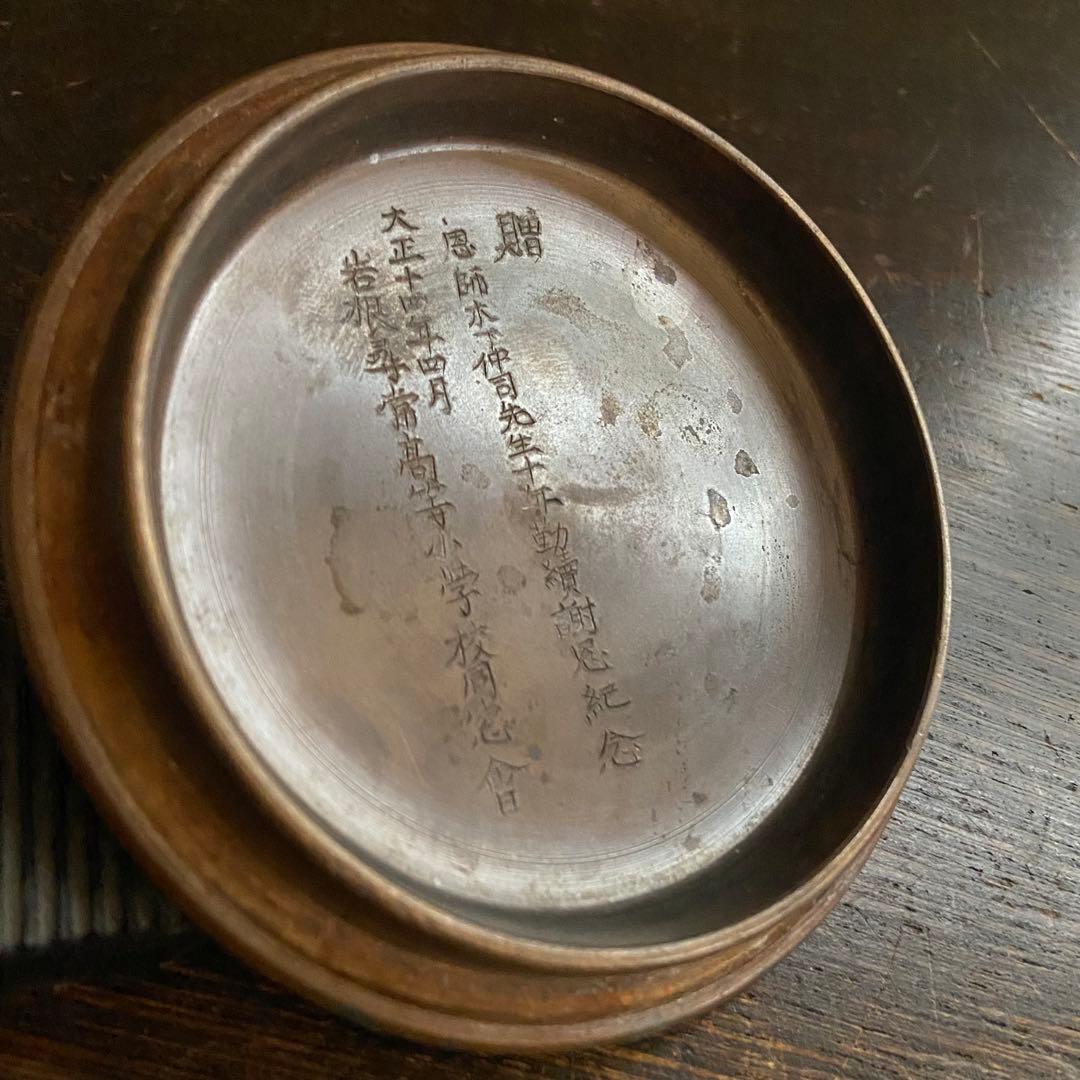 贈
恩師木下仲司先生十年勤續謝恩紀念
大正十四年四月
岩根尋常高等小学校同窓會